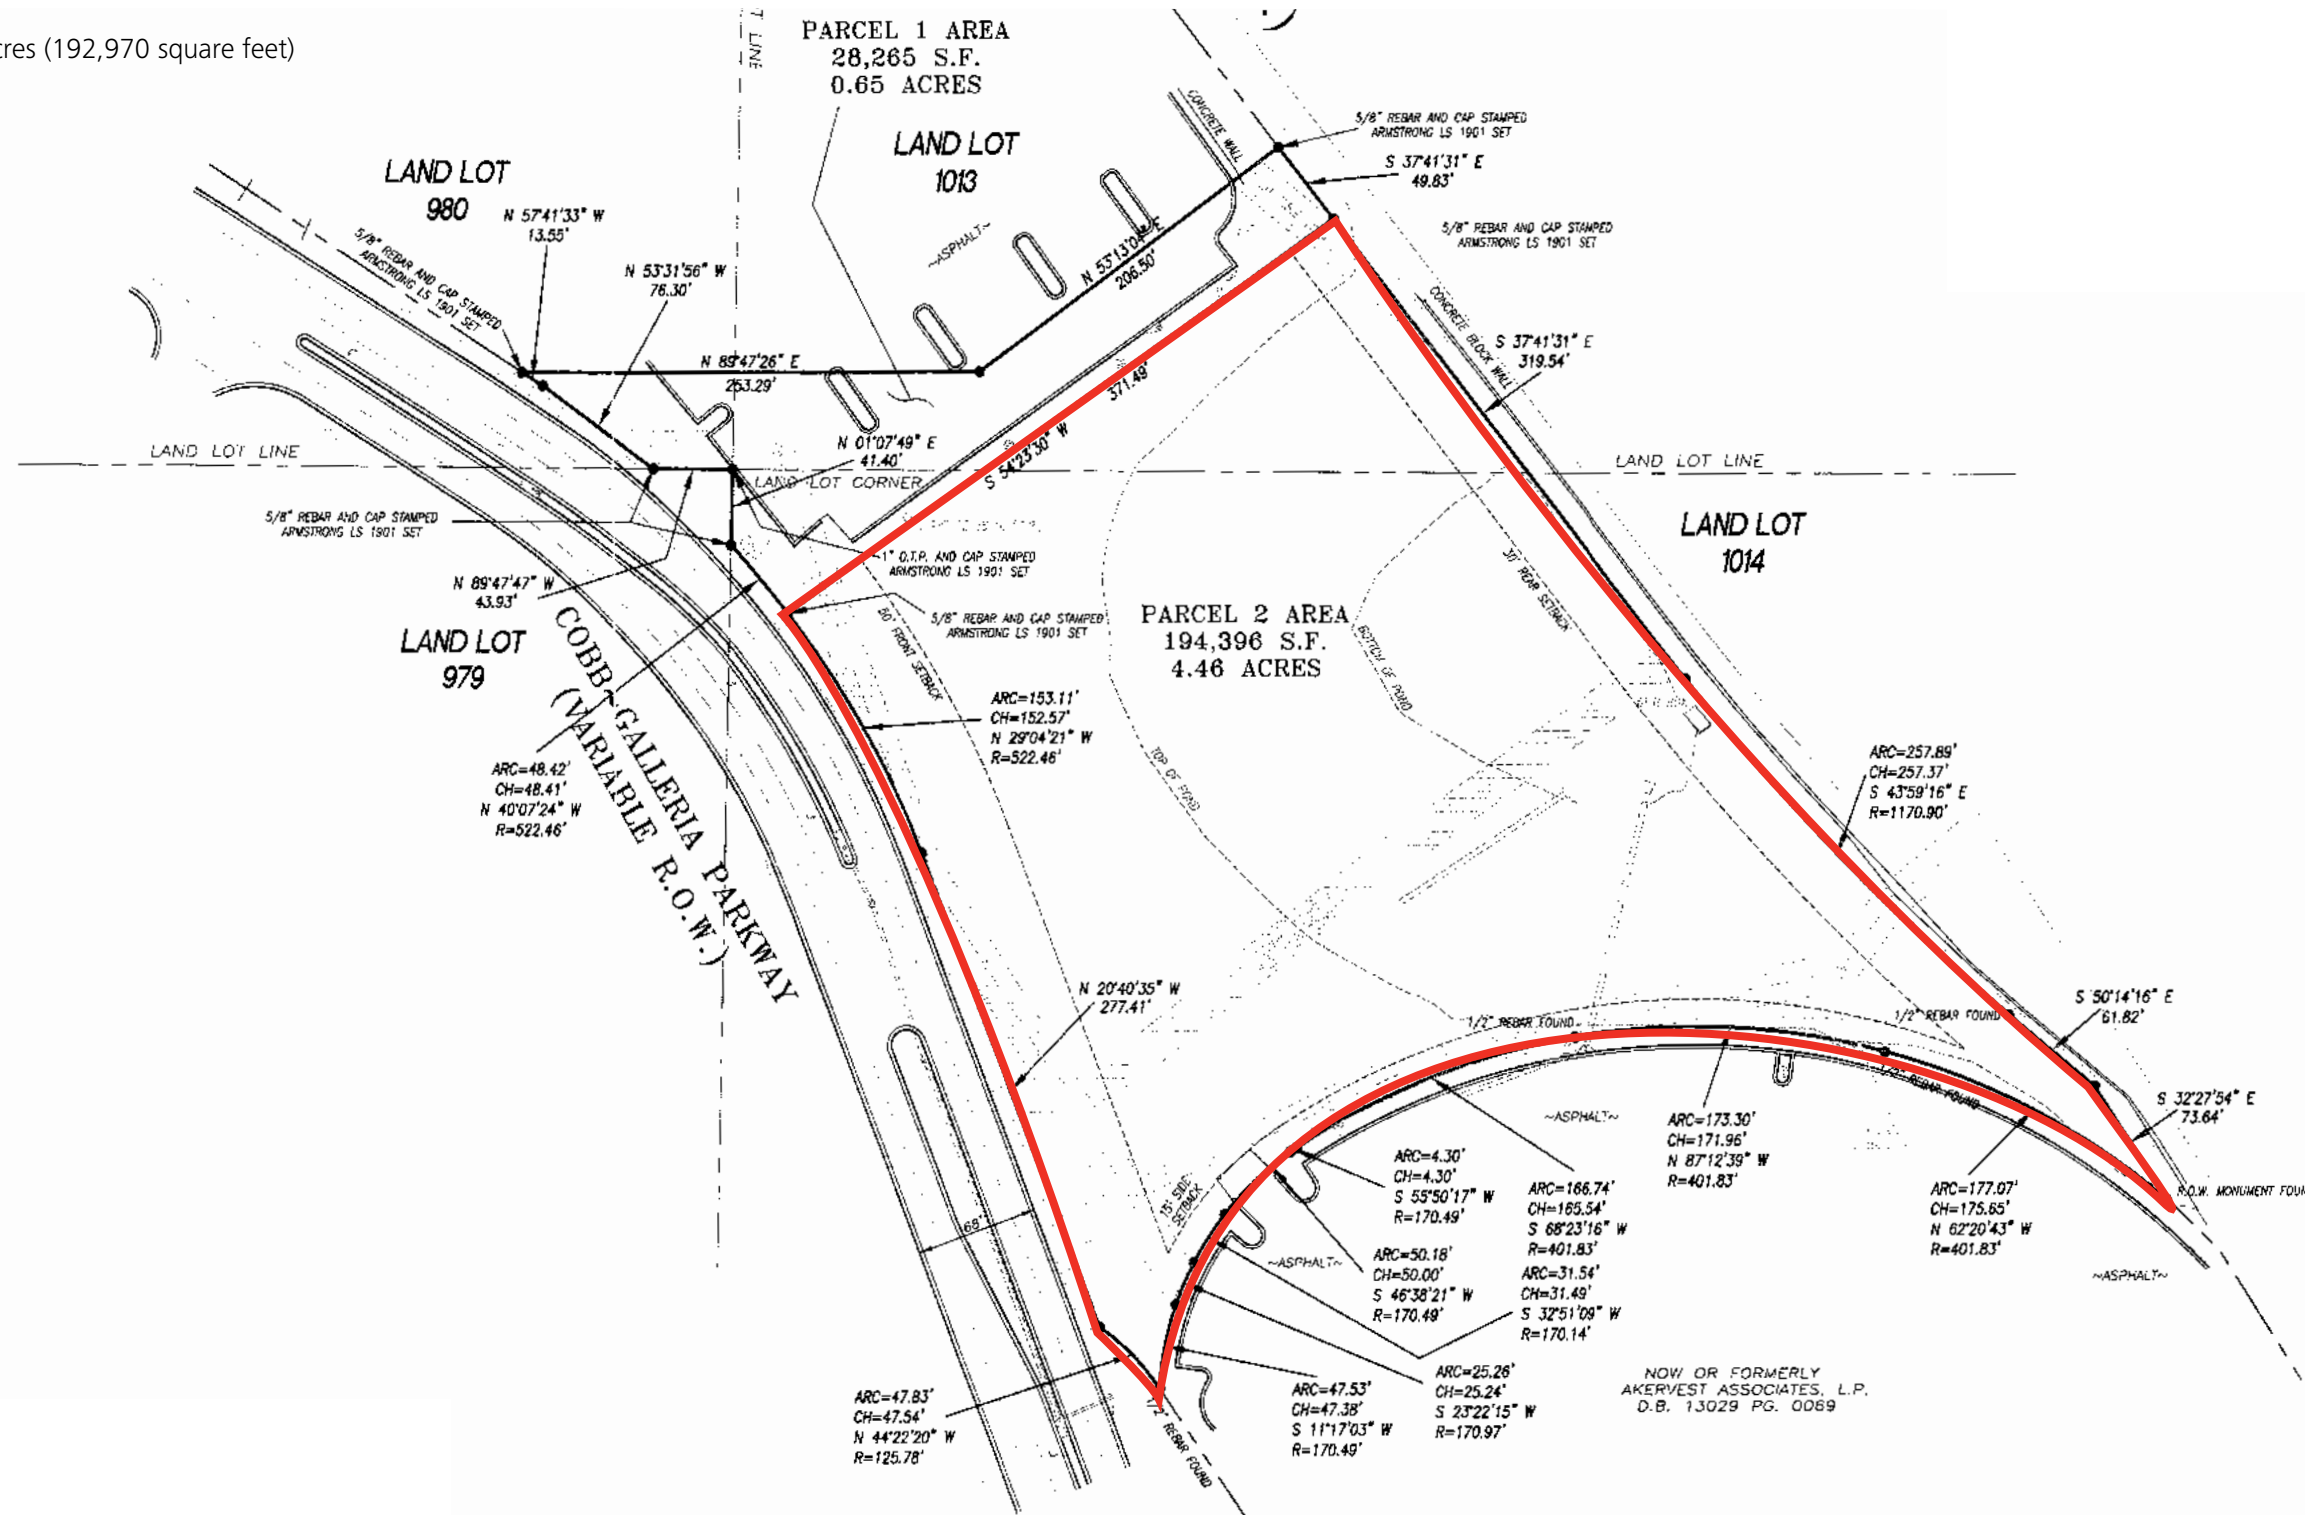 cres (192,970 square feet)
T LINE
PARCEL 1 AREA
28,265 S.F.
0.65 ACRES
LAND LOT
1013
CONCRETE WALL
5/8" REBAR AND CAP STAMPED
ARMSTRONG LS 1901 SET
S 37°41'31" E
49.83'
LAND LOT
980
N 57°41'33" W
13.55'
5/8" REBAR AND CAP STAMPED
ARMSTRONG LS 1901 SET
N 53°31'56" W
76.30'
~ASPHALT~
N 53°13'04" E
206.50'
5/8" REBAR AND CAP STAMPED
ARMSTRONG LS 1901 SET
CONCRETE BLOCK WALL
S 37°41'31" E
319.54'
N 89°47'26" E
253.29'
371.49'
S 54°23'30" W
N 01°07'49" E
41.40'
LAND LOT LINE
LAND LOT CORNER
LAND LOT LINE
5/8" REBAR AND CAP STAMPED
ARMSTRONG LS 1901 SET
1" O.T.P. AND CAP STAMPED
ARMSTRONG LS 1901 SET
LAND LOT
1014
30' REAR SETBACK
N 89°47'47" W
43.93'
5/8" REBAR AND CAP STAMPED
ARMSTRONG LS 1901 SET
50' FRONT SETBACK
PARCEL 2 AREA
194,396 S.F.
4.46 ACRES
BOTTOM OF POND
TOP OF POND
LAND LOT
979
COBB GALLERIA PARKWAY
(VARIABLE R.O.W.)
ARC=153.11'
CH=152.57'
N 29°04'21" W
R=522.46'
ARC=48.42'
CH=48.41'
N 40°07'24" W
R=522.46'
ARC=257.89'
CH=257.37'
S 43°59'16" E
R=1170.90'
N 20°40'35" W
277.41'
1/2" REBAR FOUND
1/2" REBAR FOUND
S 50°14'16" E
61.82'
1/2" REBAR FOUND
S 32°27'54" E
73.64'
R.O.W. MONUMENT FOUN
~ASPHALT~
ARC=173.30'
CH=171.96'
N 87°12'39" W
R=401.83'
ARC=4.30'
CH=4.30'
S 55°50'17" W
R=170.49'
ARC=166.74'
CH=165.54'
S 68°23'16" W
R=401.83'
ARC=177.07'
CH=175.65'
N 62°20'43" W
R=401.83'
15' SIDE
SETBACK
68'
~ASPHALT~
ARC=50.18'
CH=50.00'
S 46°38'21" W
R=170.49'
ARC=31.54'
CH=31.49'
S 32°51'09" W
R=170.14'
~ASPHALT~
ARC=47.83'
CH=47.54'
N 44°22'20" W
R=125.78'
ARC=47.53'
CH=47.38'
S 11°17'03" W
R=170.49'
ARC=25.26'
CH=25.24'
S 23°22'15" W
R=170.97'
1/2" REBAR FOUND
NOW OR FORMERLY
AKERVEST ASSOCIATES, L.P.
D.B. 13029 PG. 0069